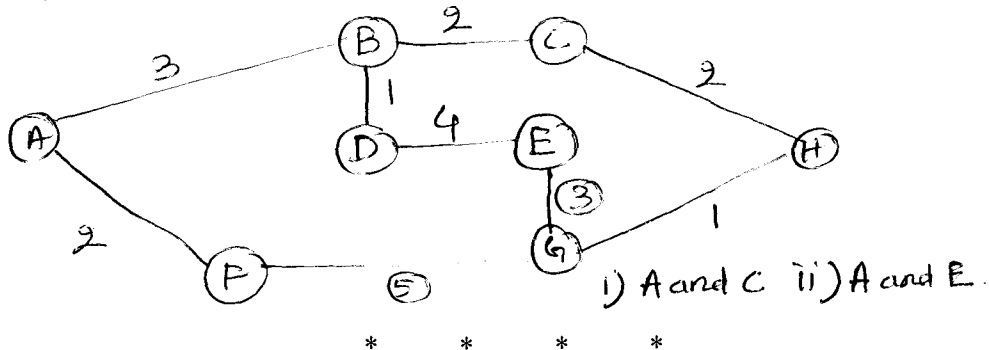 B 2 C
3
1
2
A
D 4 E
H
3
1
2
G
F
5
i) A and C ii) A and E.
* * * *